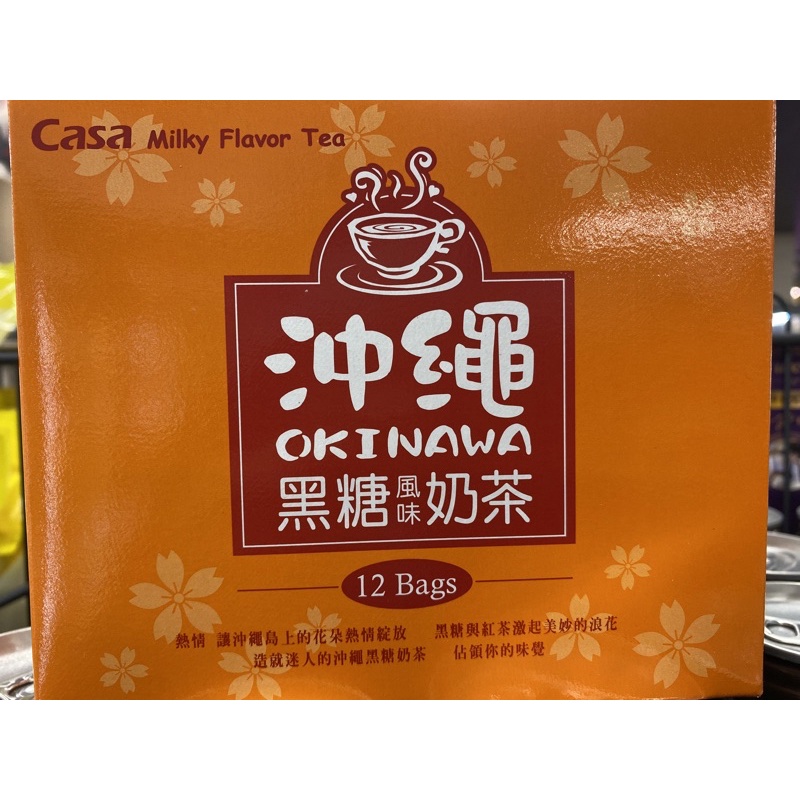 Casa Milky Flavor Tea
沖繩
OKINAWA
黑糖風味奶茶
12 Bags
熱情 讓沖繩島上的花朵熱情綻放 黑糖與紅茶激起美妙的浪花
造就迷人的沖繩黑糖奶茶 佔領你的味覺